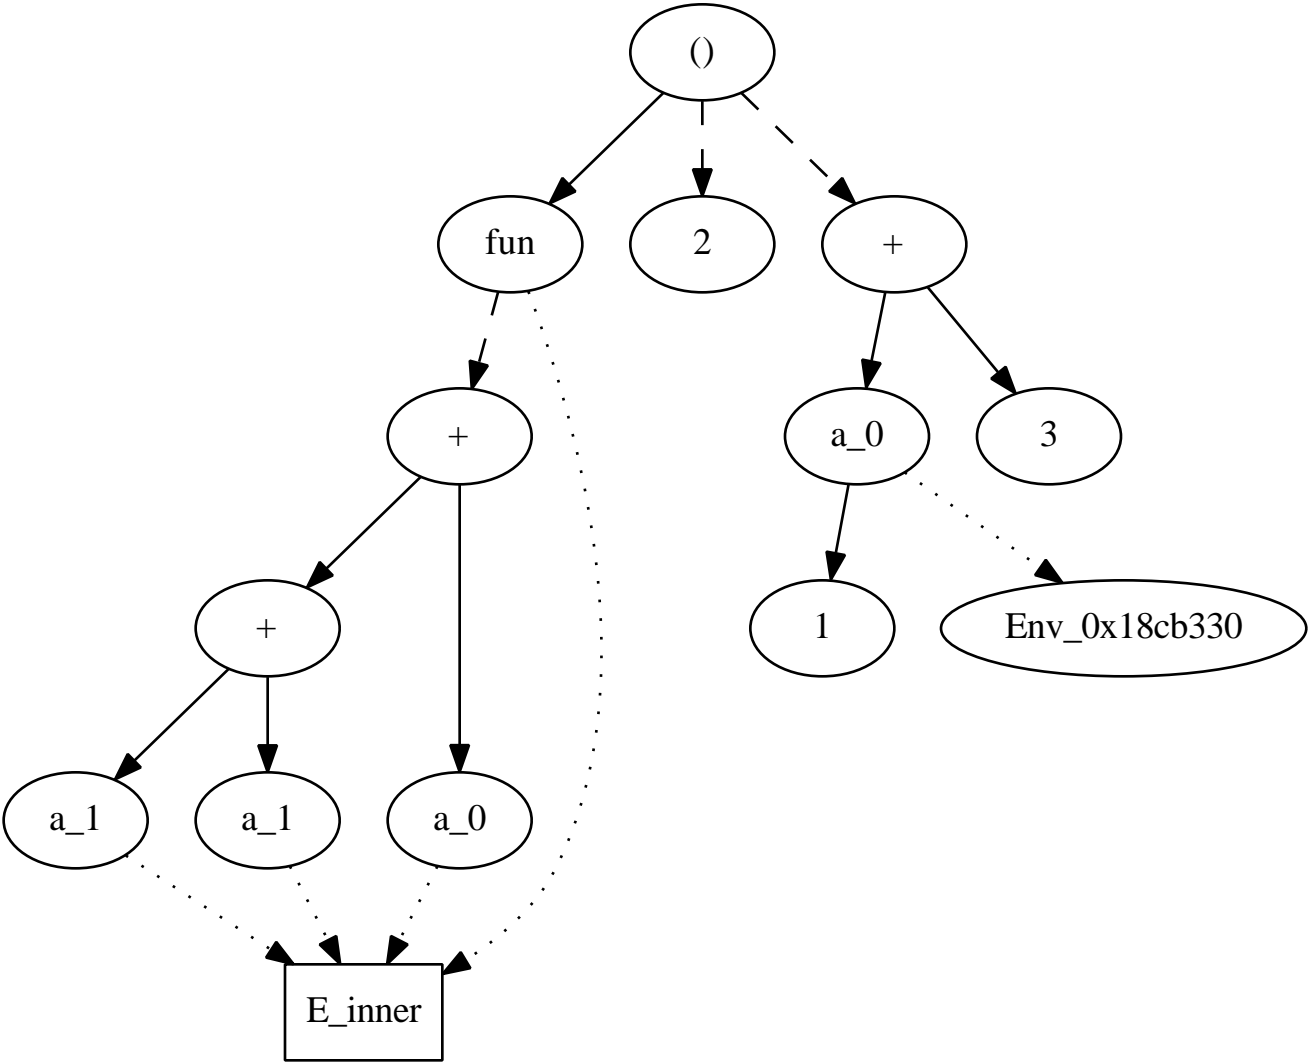 ()
fun
2
+
+
a_0
3
+
1
Env_0x18cb330
a_1
a_1
a_0
E_inner